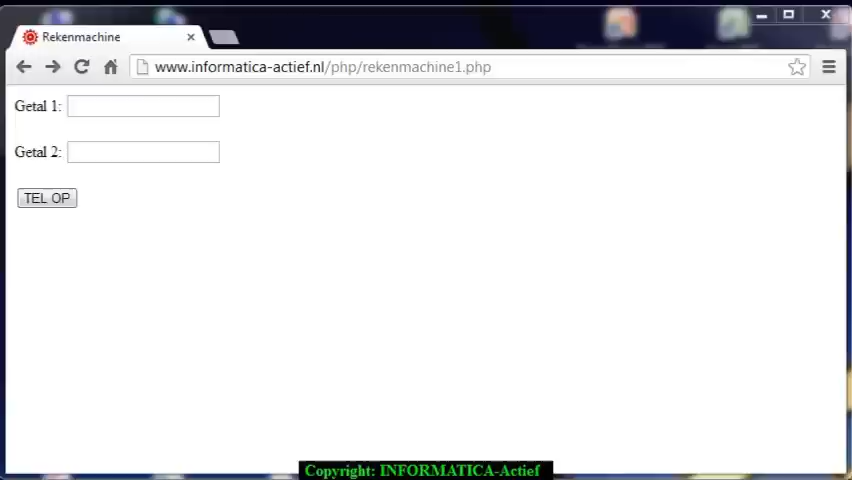 Rekenmachine
www.informatica-actief.nl/php/rekenmachine1.php
Getal 1:
Getal 2:
TEL OP
Copyright: INFORMATICA-Actief